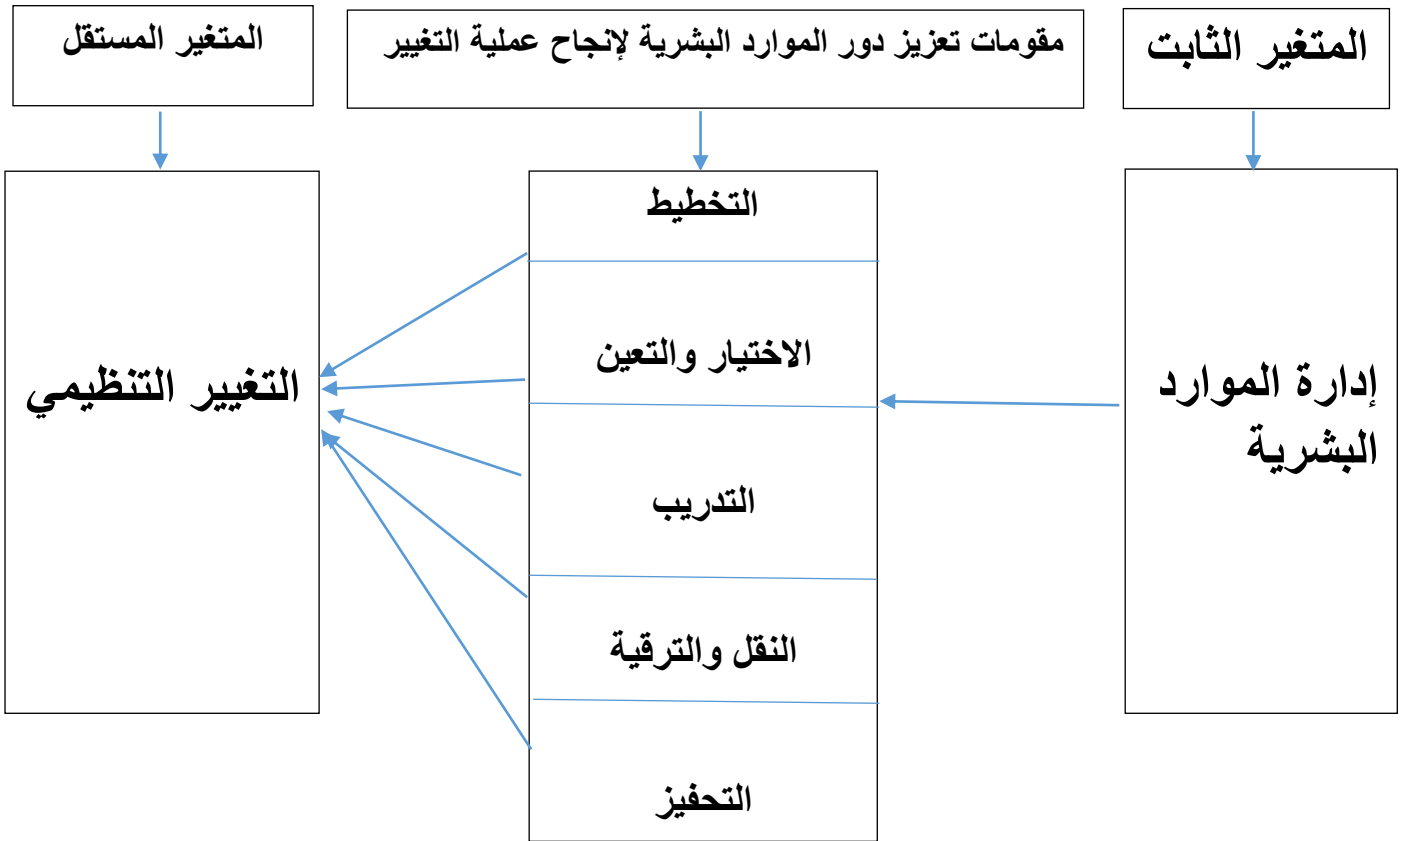 المتغير الثابت
مقومات تعزيز دور الموارد البشرية لإنجاح عملية التغيير
المتغير المستقل
إدارة الموارد
البشرية
التخطيط
الاختيار والتعين
التدريب
النقل والترقية
التحفيز
التغيير التنظيمي